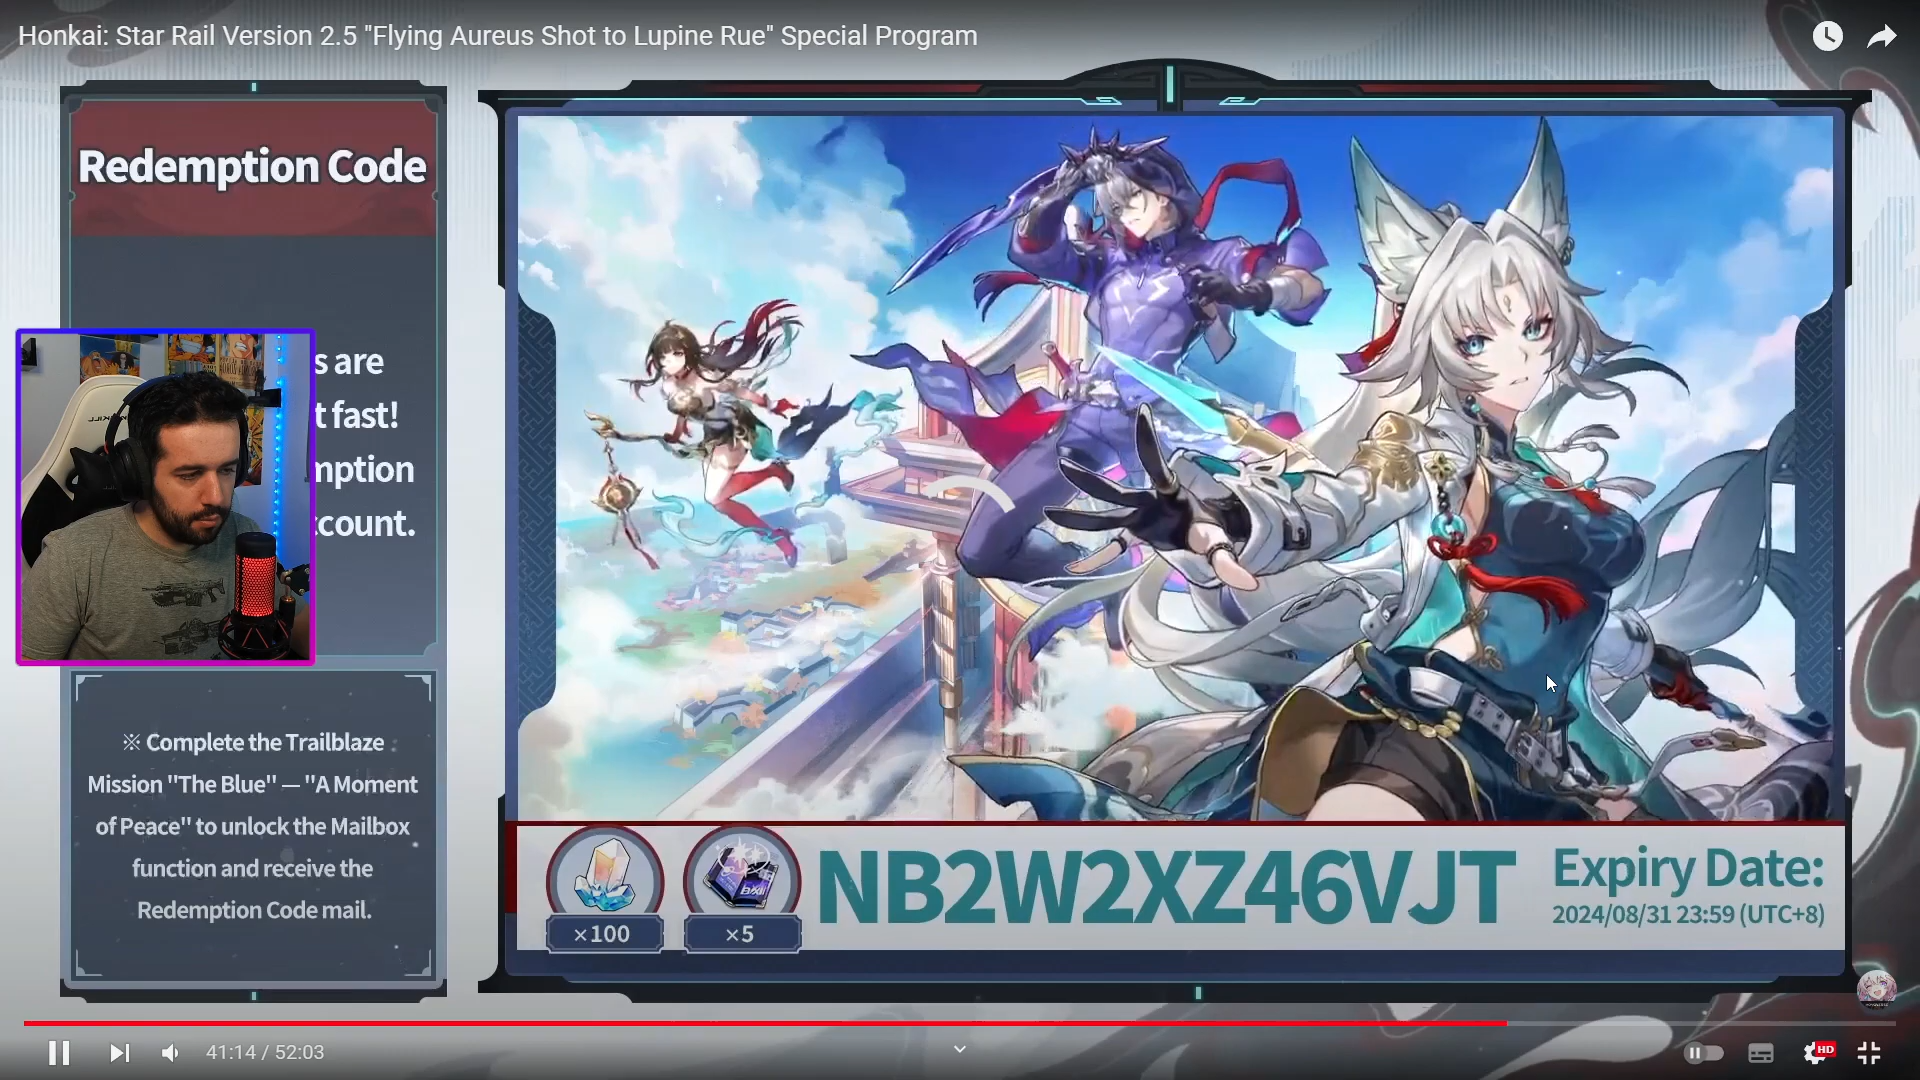 Honkai: Star Rail Version 2.5 "Flying Aureus Shot to Lupine Rue" Special Program
Redemption Code
s are
t fast!
mption
ccount.
※ Complete the Trailblaze
Mission "The Blue" — "A Moment
of Peace" to unlock the Mailbox
function and receive the
Redemption Code mail.
×100
×5
NB2W2XZ46VJT
Expiry Date:
2024/08/31 23:59 (UTC+8)
41:14 / 52:03
HD